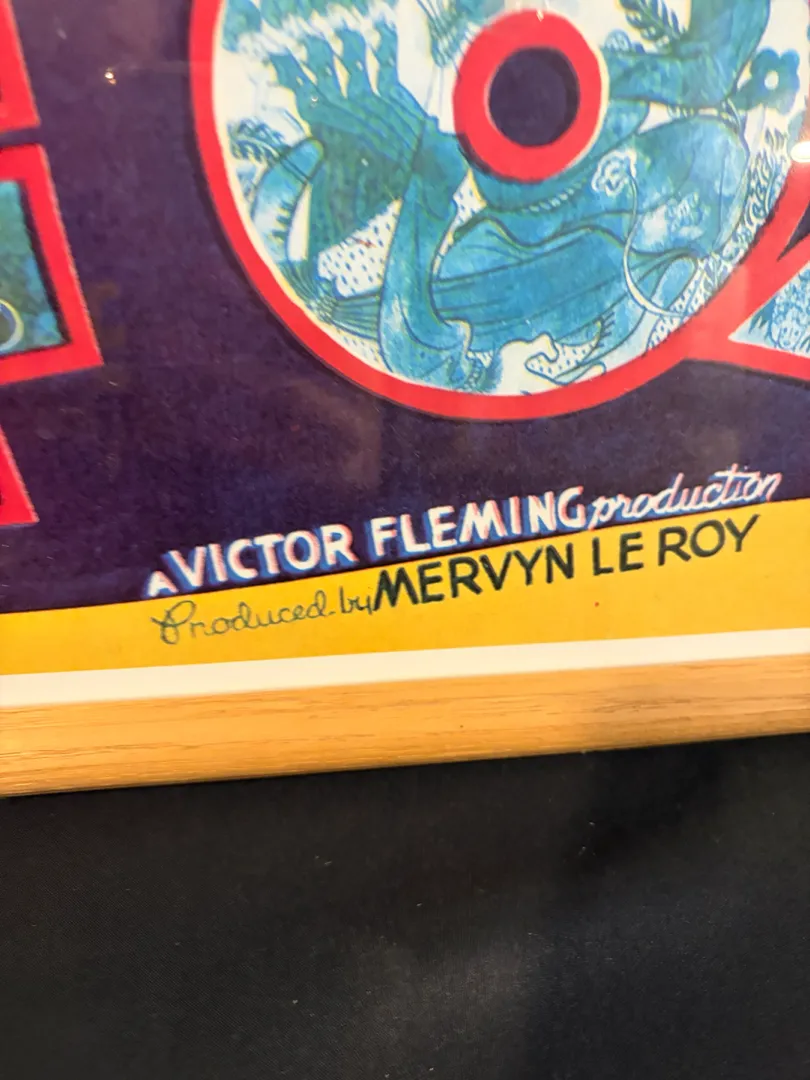 A VICTOR FLEMING production
Produced by MERVYN LE ROY